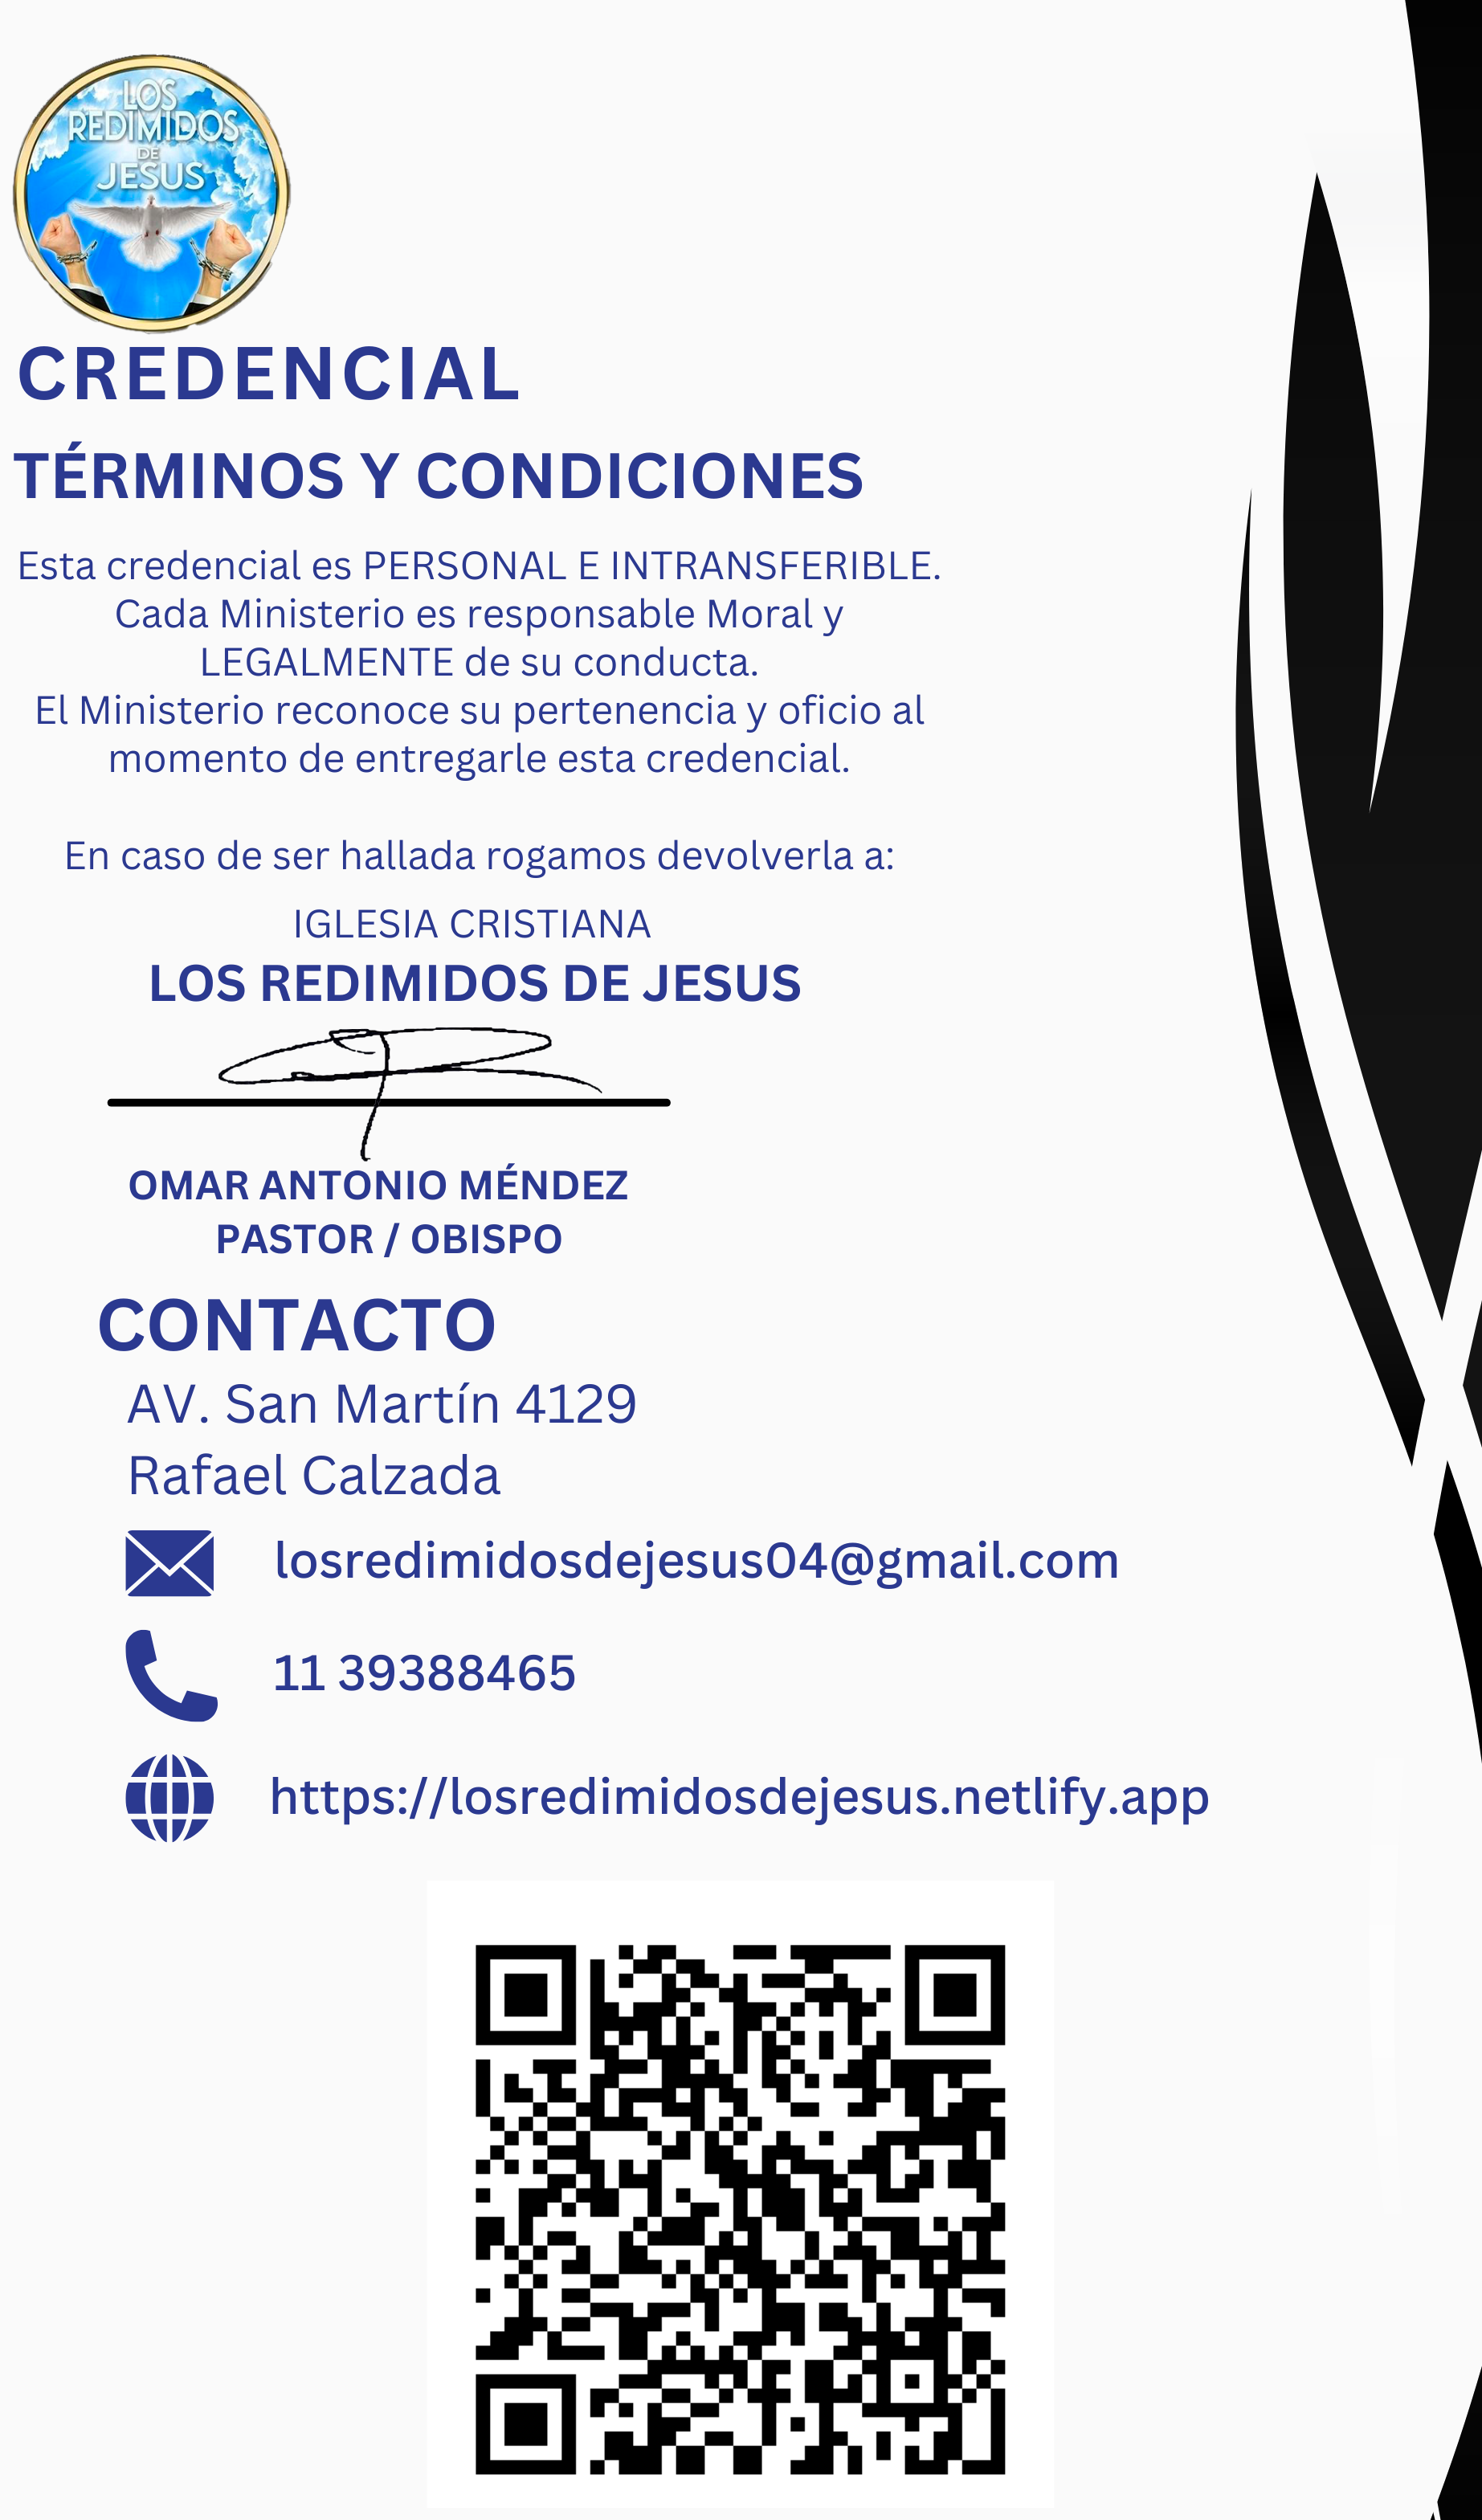 LOS
REDIMIDOS
DE
JESUS
CREDENCIAL
TÉRMINOS Y CONDICIONES
Esta credencial es PERSONAL E INTRANSFERIBLE.
Cada Ministerio es responsable Moral y
LEGALMENTE de su conducta.
El Ministerio reconoce su pertenencia y oficio al
momento de entregarle esta credencial.
En caso de ser hallada rogamos devolverla a:
IGLESIA CRISTIANA
LOS REDIMIDOS DE JESUS
OMAR ANTONIO MÉNDEZ
PASTOR / OBISPO
CONTACTO
AV. San Martín 4129
Rafael Calzada
losredimidosdejesus04@gmail.com
11 39388465
https://losredimidosdejesus.netlify.app